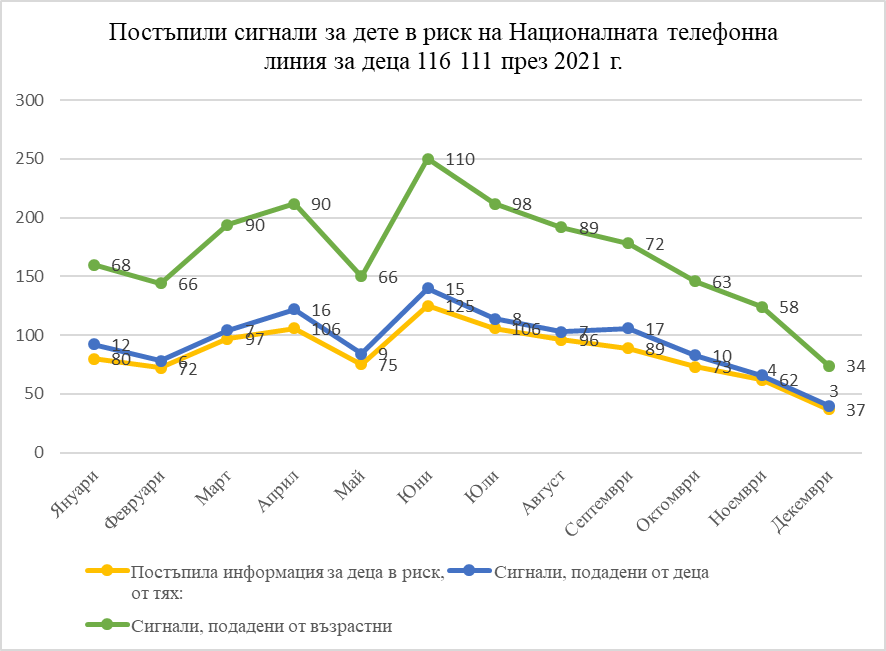 Постъпили сигнали за дете в риск на Националната телефонна
линия за деца 116 111 през 2021 г.
300
250
200
150
100
50
0
68
66
90
90
66
110
98
89
72
63
58
34
12
6
7
16
9
15
8
7
17
10
4
3
80
72
97
106
75
125
106
96
89
73
62
37
Януари
Февруари
Март
Април
Май
Юни
Юли
Август
Септември
Октомври
Ноември
Декември
Постъпила информация за деца в риск,
от тях:
Сигнали, подадени от деца
Сигнали, подадени от възрастни